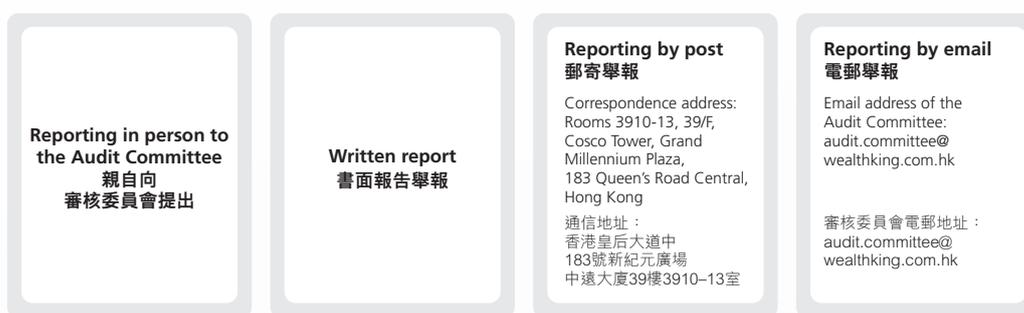 Reporting in person to
the Audit Committee
親自向
審核委員會提出
Written report
書面報告舉報
Reporting by post
郵寄舉報
Correspondence address:
Rooms 3910-13, 39/F,
Cosco Tower, Grand
Millennium Plaza,
183 Queen's Road Central,
Hong Kong
通信地址：
香港皇后大道中
183號新紀元廣場
中遠大廈39樓3910–13室
Reporting by email
電郵舉報
Email address of the
Audit Committee:
audit.committee@
wealthking.com.hk
審核委員會電郵地址：
audit.committee@
wealthking.com.hk